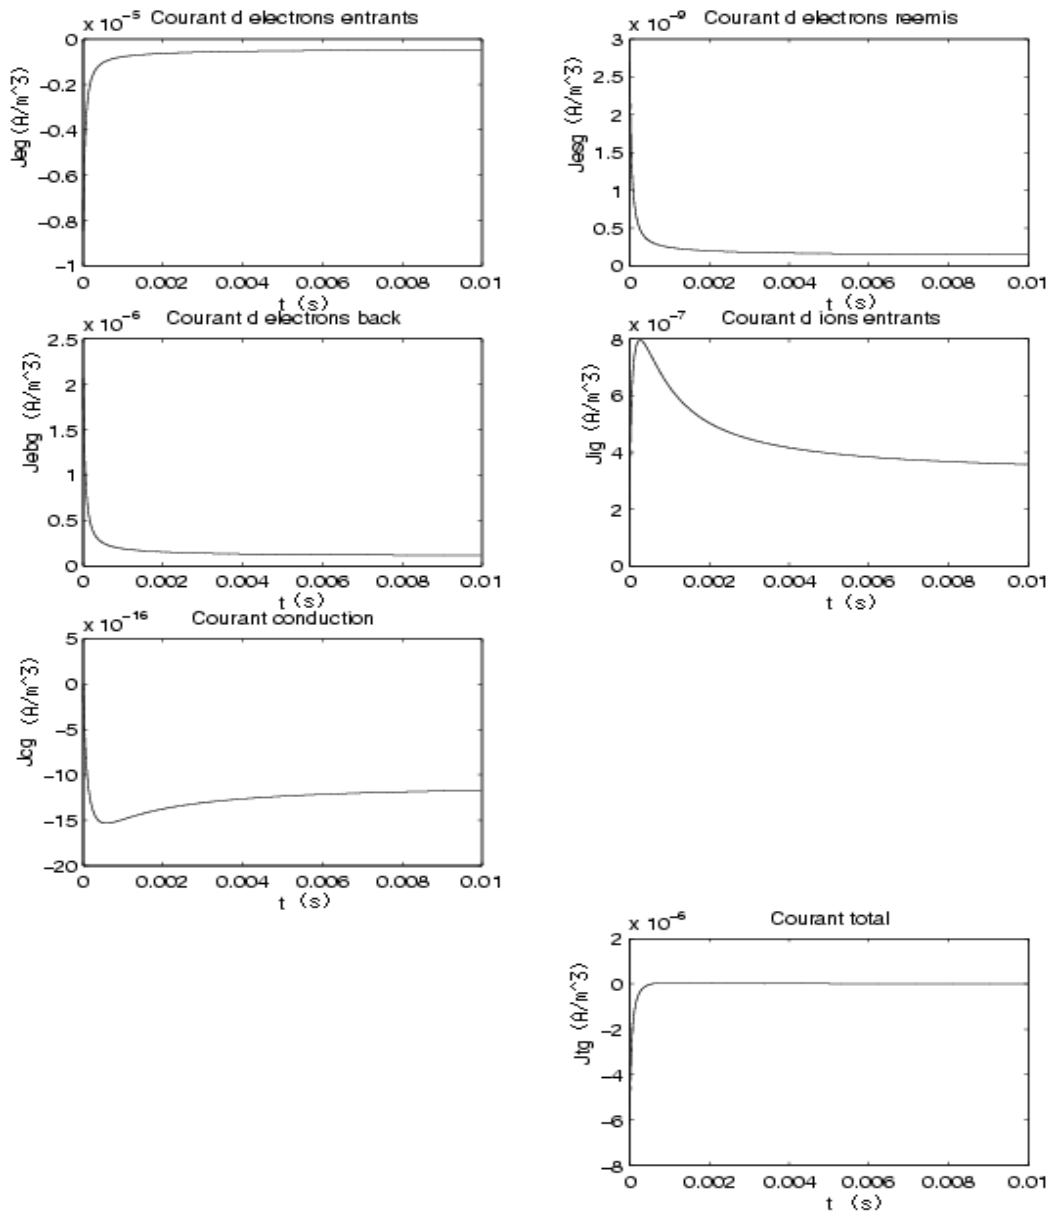 x 10^-5 Courant d electrons entrants
0
-0.2
-0.4
-0.6
-0.8
-1
Jeg (A/m^3)
0 0.002 0.004 0.006 0.008 0.01
t (s)
x 10^-9 Courant d electrons reemis
3
2.5
2
1.5
1
0.5
0
Jesg (A/m^3)
0 0.002 0.004 0.006 0.008 0.01
t (s)
x 10^-6 Courant d electrons back
2.5
2
1.5
1
0.5
0
Jebg (A/m^3)
0 0.002 0.004 0.006 0.008 0.01
t (s)
x 10^-7 Courant d ions entrants
8
6
4
2
0
Jig (A/m^3)
0 0.002 0.004 0.006 0.008 0.01
t (s)
x 10^-16 Courant conduction
5
0
-5
-10
-15
-20
Jcg (A/m^3)
0 0.002 0.004 0.006 0.008 0.01
t (s)
x 10^-6 Courant total
2
0
-2
-4
-6
-8
Jtg (A/m^3)
0 0.002 0.004 0.006 0.008 0.01
t (s)